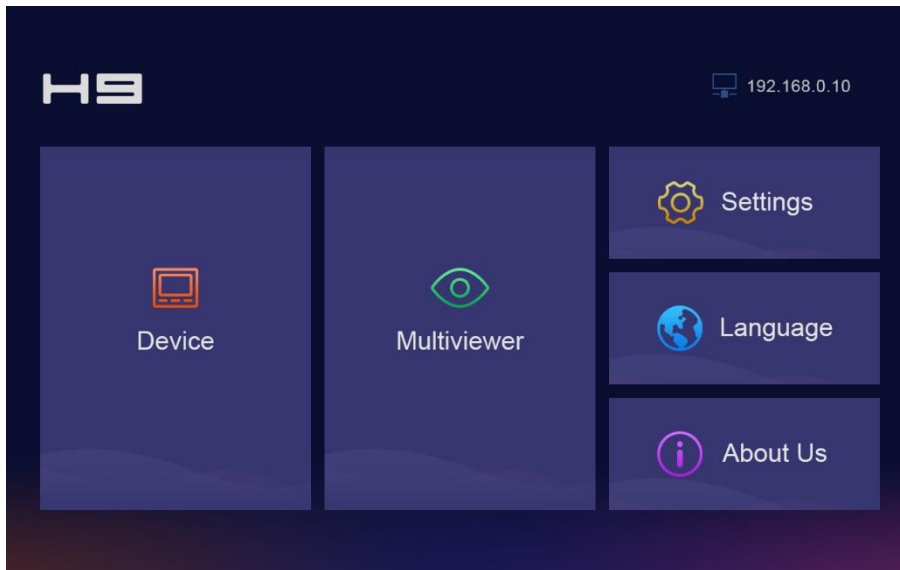 H9
192.168.0.10
Device
Multiviewer
Settings
Language
About Us